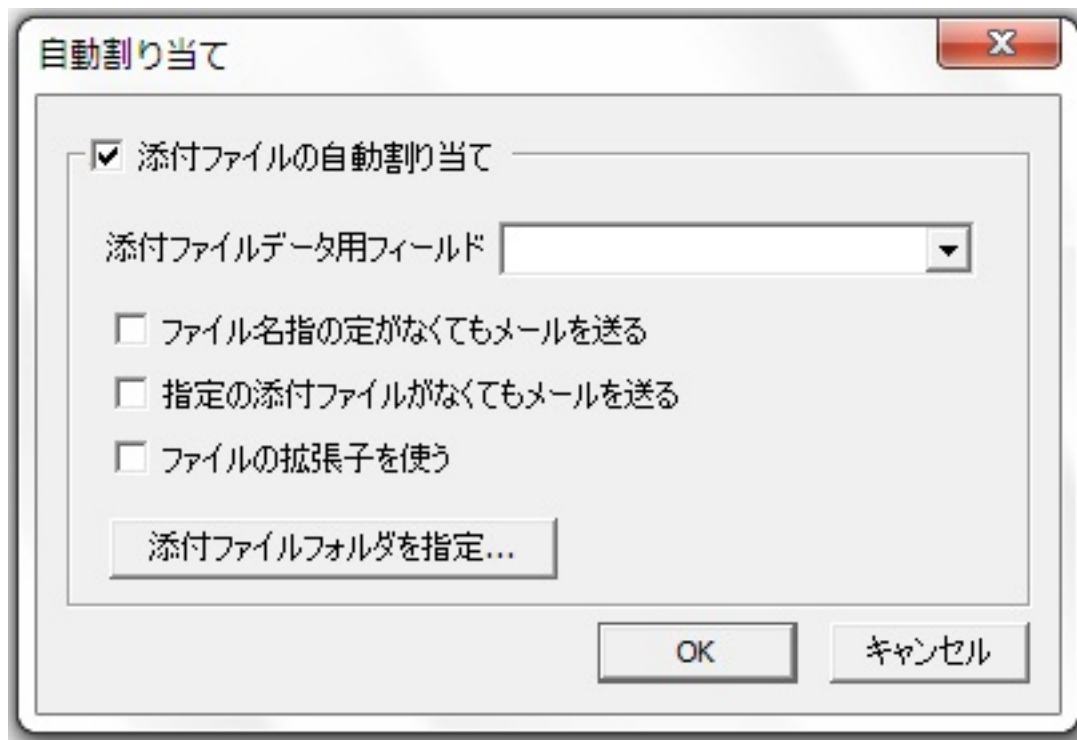 自動割り当て
添付ファイルの自動割り当て
添付ファイルデータ用フィールド
ファイル名指の定がなくてもメールを送る
指定の添付ファイルがなくてもメールを送る
ファイルの拡張子を使う
添付ファイルフォルダを指定...
OK キャンセル